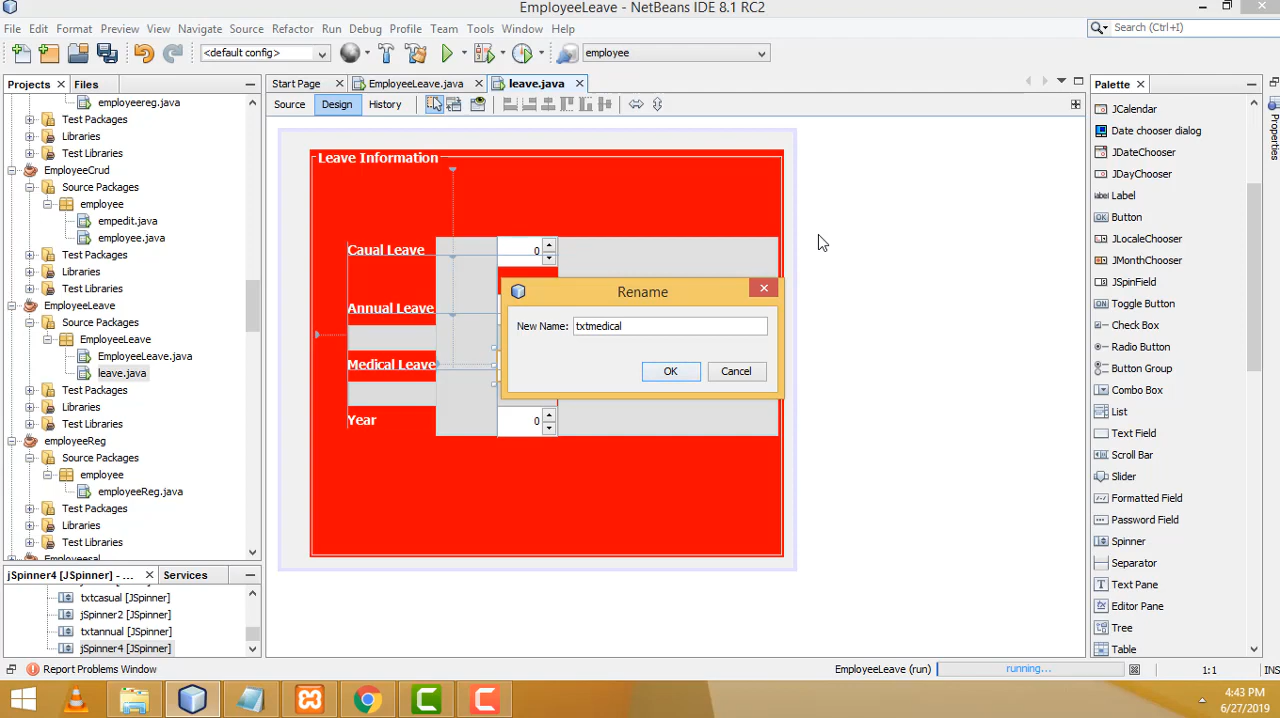 EmployeeLeave - NetBeans IDE 8.1 RC2
File Edit Format Preview View Navigate Source Refactor Run Debug Profile Team Tools Window Help
Search (Ctrl+I)
<default config>
employee
Projects Files
Start Page EmployeeLeave.java leave.java
Palette
Source Design History
employeereg.java
Test Packages
Libraries
Test Libraries
EmployeeCrud
Source Packages
employee
empedit.java
employee.java
Test Packages
Libraries
Test Libraries
EmployeeLeave
Source Packages
EmployeeLeave
EmployeeLeave.java
leave.java
Test Packages
Libraries
Test Libraries
employeeReg
Source Packages
employee
employeeReg.java
Test Packages
Libraries
Test Libraries
Employeesal
jSpinner4 [JSpinner] - ... Services
txtcasual [JSpinner]
jSpinner2 [JSpinner]
txtannual [JSpinner]
jSpinner4 [JSpinner]
Leave Information
Caual Leave 0
Annual Leave
Medical Leave
Year 0
Rename
New Name: txtmedical
OK Cancel
JCalendar
Date chooser dialog
JDateChooser
JDayChooser
label Label
OK Button
JLocaleChooser
JMonthChooser
JSpinField
Toggle Button
Check Box
Radio Button
Button Group
Combo Box
List
Text Field
Scroll Bar
Slider
Formatted Field
Password Field
Spinner
Separator
Text Pane
Editor Pane
Tree
Table
Properties
Report Problems Window
EmployeeLeave (run) running...
1:1 INS
4:43 PM
6/27/2019